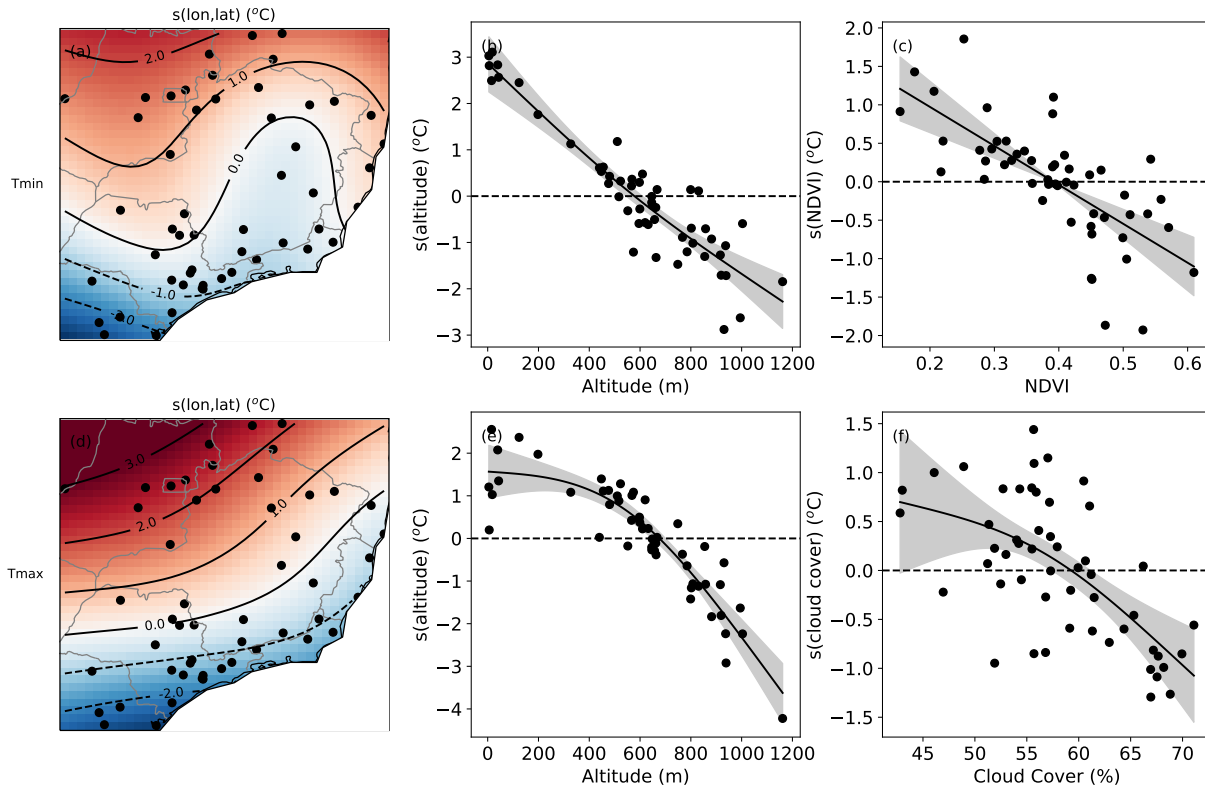 s(lon,lat) (°C)
(a)
2.0
1.0
0.0
-1.0
-2.0
Tmin
(b)
s(altitude) (°C)
3
2
1
0
−1
−2
−3
0 200 400 600 800 1000 1200
Altitude (m)
(c)
s(NDVI) (°C)
2.0
1.5
1.0
0.5
0.0
−0.5
−1.0
−1.5
−2.0
0.2 0.3 0.4 0.5 0.6
NDVI
s(lon,lat) (°C)
(d)
3.0
2.0
1.0
0.0
-2.0
Tmax
(e)
s(altitude) (°C)
2
1
0
−1
−2
−3
−4
0 200 400 600 800 1000 1200
Altitude (m)
(f)
s(cloud cover) (°C)
1.5
1.0
0.5
0.0
−0.5
−1.0
−1.5
45 50 55 60 65 70
Cloud Cover (%)